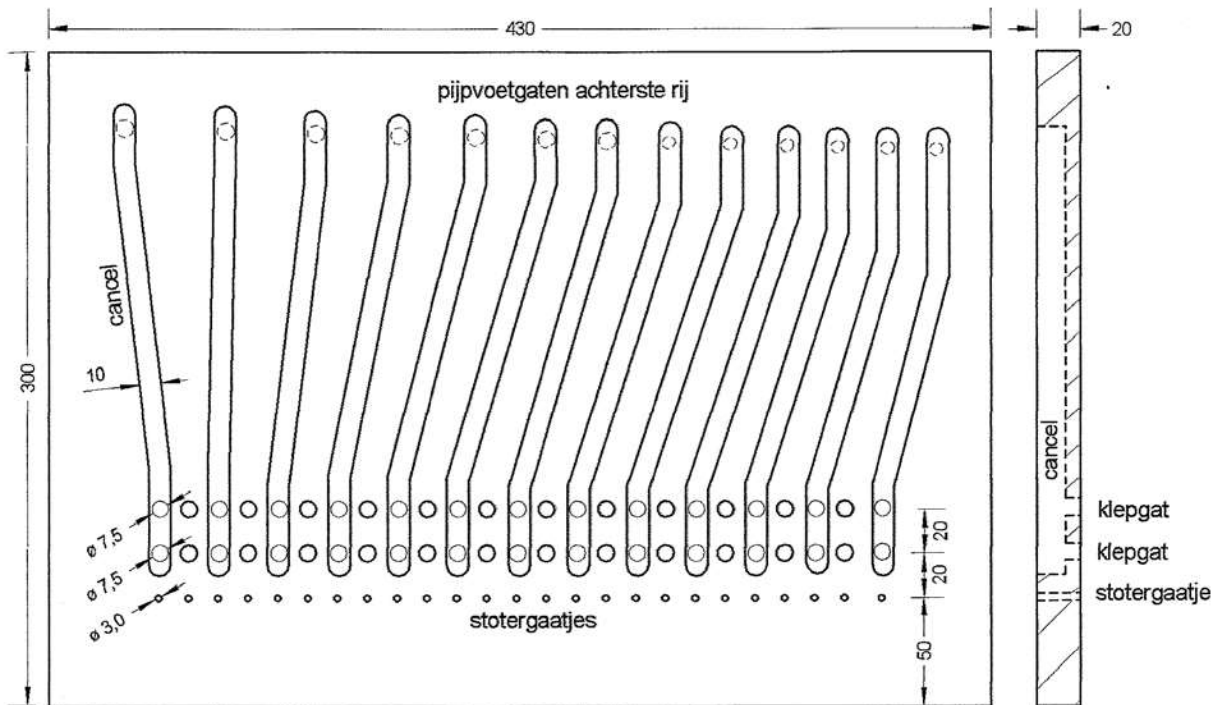 430
20
pijpvoetgaten achterste rij
cancel
10
300
cancel
ø 7,5
ø 7,5
ø 3,0
20
20
50
klepgat
klepgat
stotergaatje
stotergaatjes